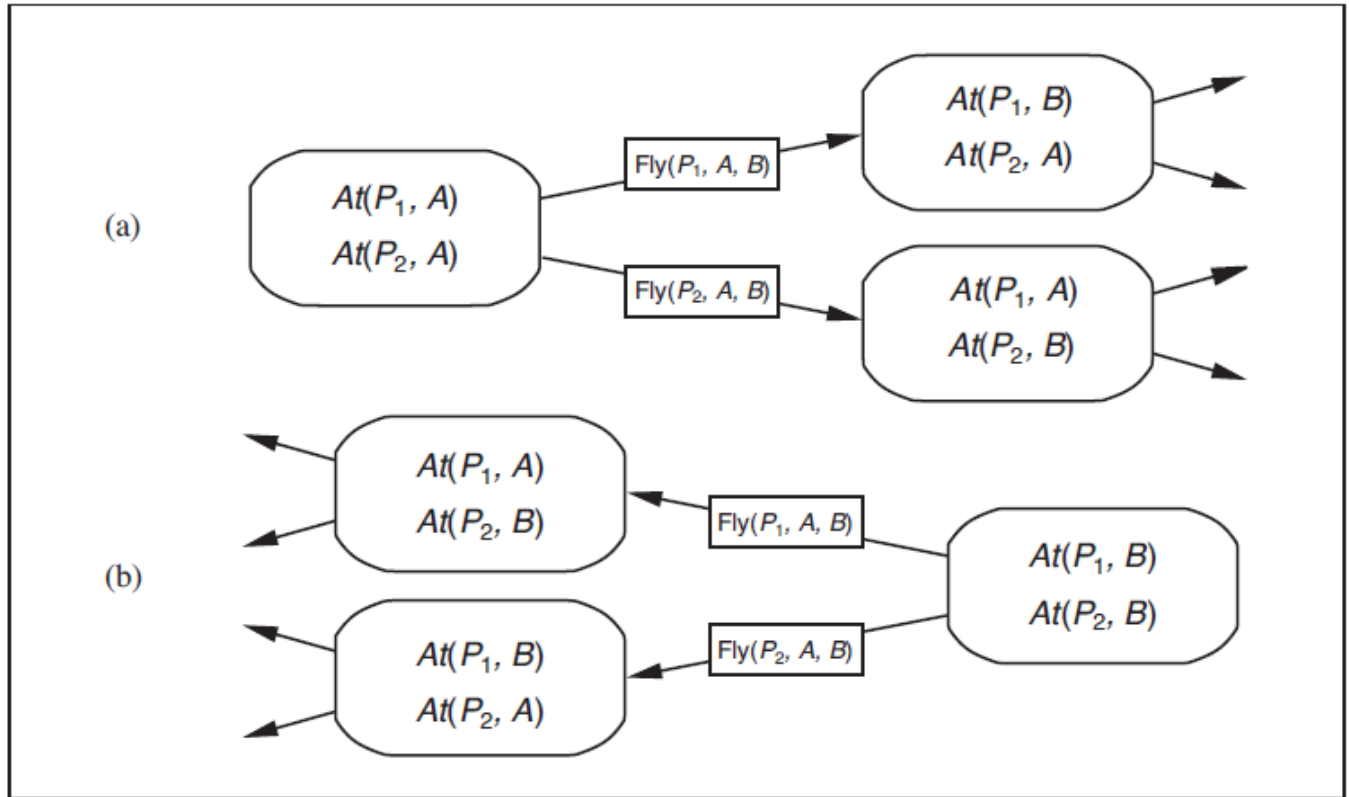 (a)
At(P₁, A)
At(P₂, A)
Fly(P₁, A, B)
Fly(P₂, A, B)
At(P₁, B)
At(P₂, A)
At(P₁, A)
At(P₂, B)
(b)
At(P₁, A)
At(P₂, B)
At(P₁, B)
At(P₂, A)
Fly(P₁, A, B)
Fly(P₂, A, B)
At(P₁, B)
At(P₂, B)